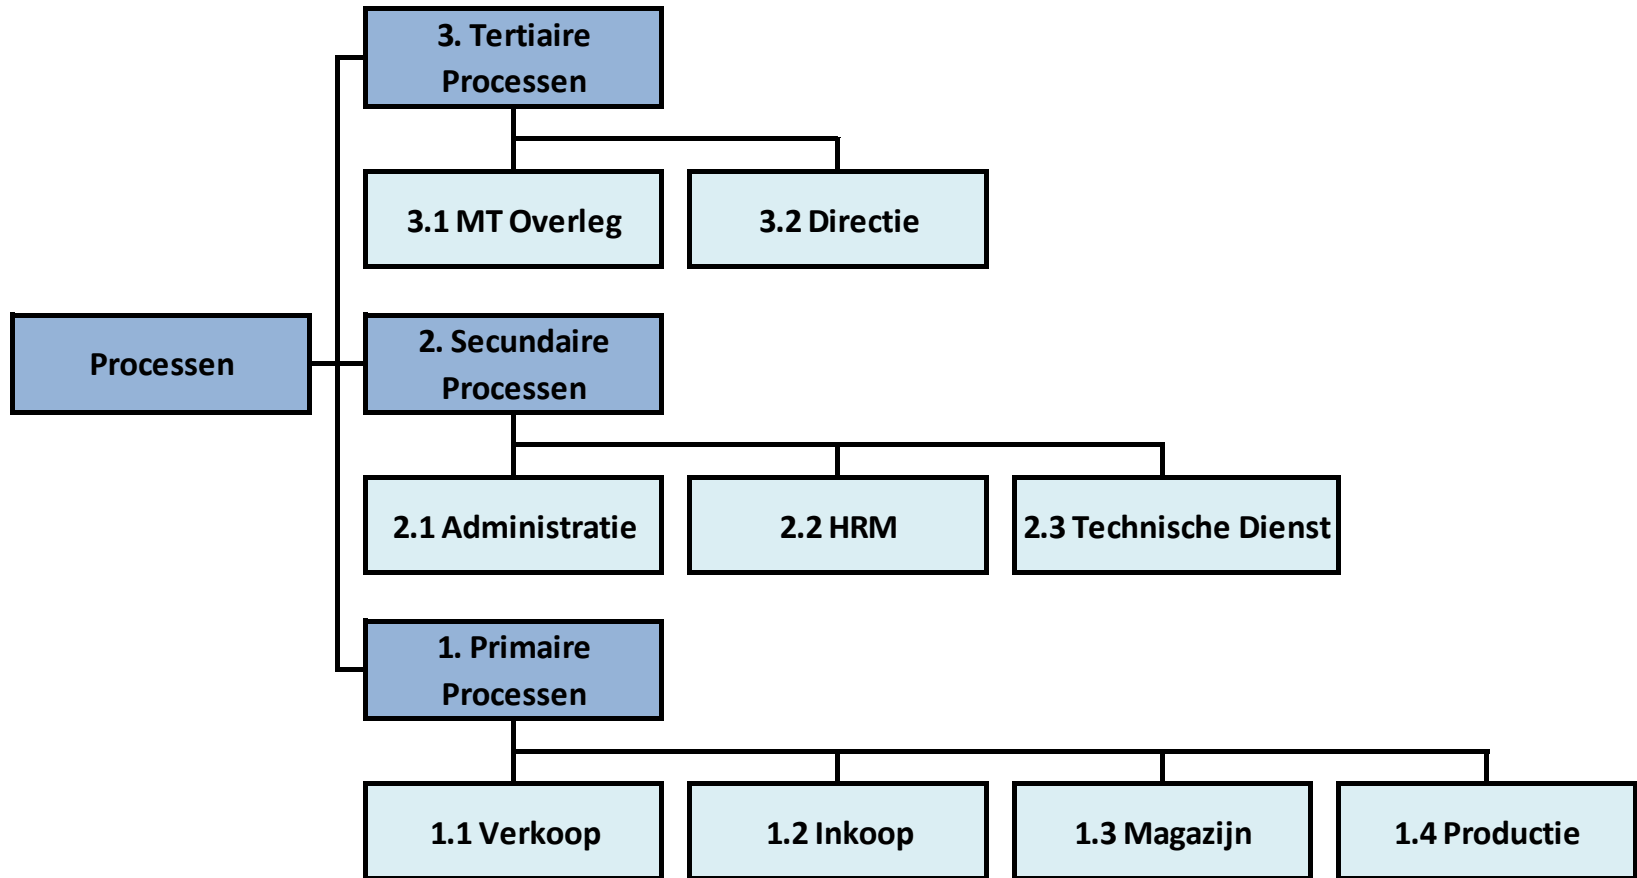 3. Tertiaire
Processen
3.1 MT Overleg
3.2 Directie
Processen
2. Secundaire
Processen
2.1 Administratie
2.2 HRM
2.3 Technische Dienst
1. Primaire
Processen
1.1 Verkoop
1.2 Inkoop
1.3 Magazijn
1.4 Productie